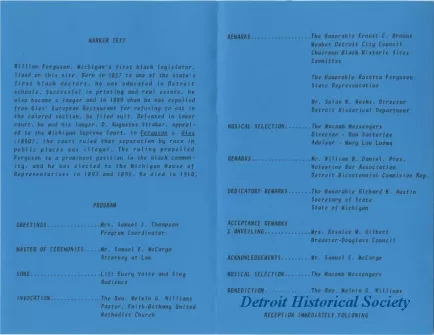 MARKER TEXT
William Ferguson, Michigan's first black legislator,
lived on this site. Born in 1857 to one of the state's
first black doctors, he was educated in Detroit
schools. Successful in printing and real estate, he
also became a lawyer and in 1889 when he was expelled
from Gies' European Restaurant for refusing to eat in
the colored section, he filed suit. Defeated in lower
court, he and his lawyer, D. Augustus Straker, appeal-
ed to the Michigan Supreme Court. In Ferguson v. Gies
(1890), the court ruled that separation by race in
public places was illegal. The ruling propelled
Ferguson to a prominent position in the black commun-
ity, and he was elected to the Michigan House of
Representatives in 1893 and 1895. He died in 1910.
PROGRAM
GREETINGS Mrs. Samuel J. Thompson
Program Coordinator
MASTER OF CEREMONIES Mr. Samuel E. McCargo
Attorney at Law
SONG Lift Every Voice and Sing
Audience
INVOCATION The Rev. Melvin G. Williams
Pastor, Faith-Bethany United
Methodist Church
REMARKS The Honorable Ernest C. Browne
Member Detroit City Council
Chairman Black Historic Sites
Committee
The Honorable Rosetta Ferguson
State Representative
Mr. Solan W. Weeks, Director
Detroit Historical Department
MUSICAL SELECTION The Macomb Messengers
Director - Ron
Advisor - Mary Lou
REMARKS Mr. William B. Daniel, Pres.
Wolverine Bar Association
Detroit Bicentennial Commission Rep.
DEDICATORY REMARKS The Honorable Richard H. Austin
Secretary of State
State of Michigan
ACCEPTANCE REMARKS
& UNVEILING Mrs. W. Gilbert
Brewster-Douglass Council
ACKNOWLEDGEMENTS Mr. Samuel E. McCargo
MUSICAL SELECTION The Macomb Messengers
BENEDICTION The Rev. Melvin G. Williams
Detroit Historical Society
RECEPTION IMMEDIATELY FOLLOWING